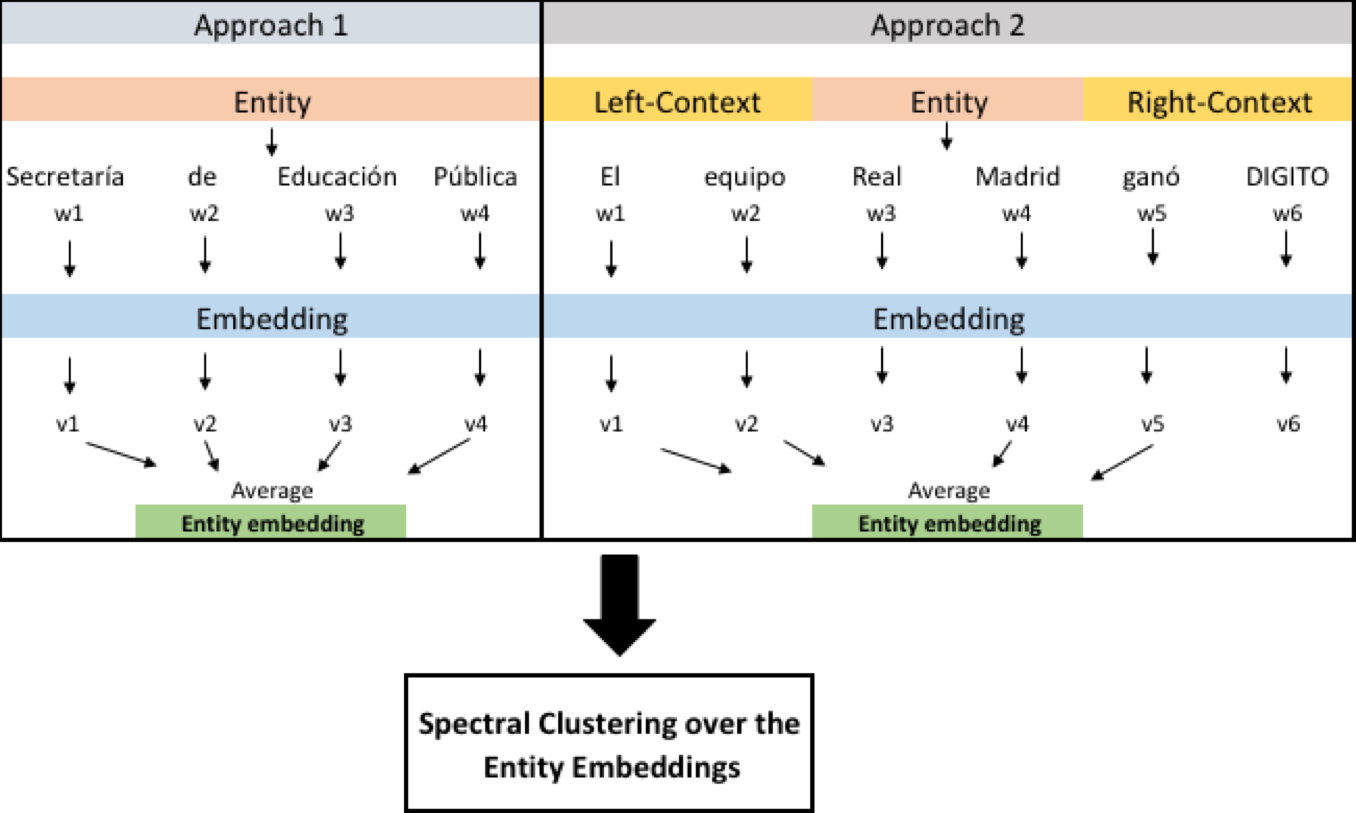 Approach 1 Approach 2
Entity Left-Context Entity Right-Context
Secretaría de Educación Pública El equipo Real Madrid ganó DIGITO
w1 w2 w3 w4 w1 w2 w3 w4 w5 w6
Embedding Embedding
v1 v2 v3 v4 v1 v2 v3 v4 v5 v6
Average Average
Entity embedding Entity embedding
Spectral Clustering over the
Entity Embeddings